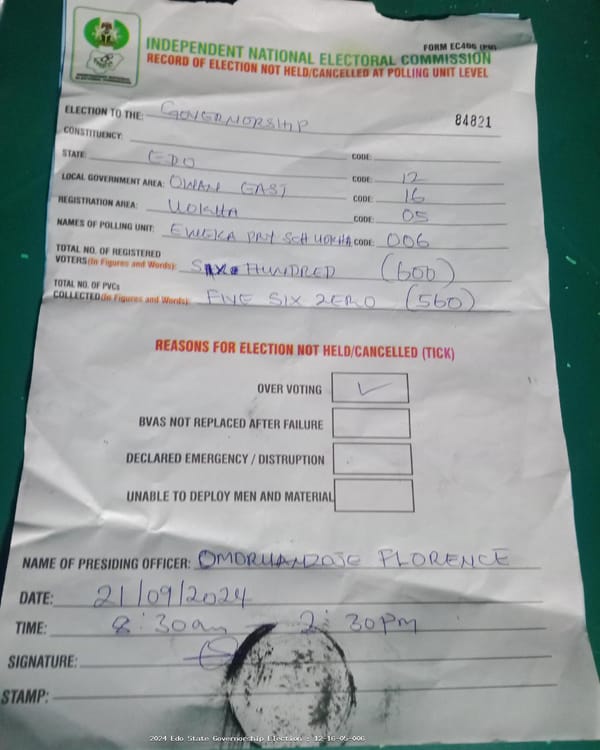 FORM EC40G (PU)
INDEPENDENT NATIONAL ELECTORAL COMMISSION
RECORD OF ELECTION NOT HELD/CANCELLED AT POLLING UNIT LEVEL
ELECTION TO THE: GOVERNORSHIP 84821
CONSTITUENCY:
STATE: EDO CODE: 12
LOCAL GOVERNMENT AREA: OWAN EAST CODE: 16
REGISTRATION AREA: UOKHA CODE: 05
NAMES OF POLLING UNIT: EWEKA PRY SCH UOKHA CODE: 006
TOTAL NO. OF REGISTERED
VOTERS (In Figures and Words): SIX HUNDRED (600)
TOTAL NO. OF PVCs
COLLECTED (In Figures and Words): FIVE SIX ZERO (560)
REASONS FOR ELECTION NOT HELD/CANCELLED (TICK)
OVER VOTING ✓
BVAS NOT REPLACED AFTER FAILURE
DECLARED EMERGENCY / DISTRUPTION
UNABLE TO DEPLOY MEN AND MATERIAL
NAME OF PRESIDING OFFICER: FLORENCE
DATE: 21/09/2024
TIME: 8:30am — 2:30pm
SIGNATURE:
STAMP:
2024 Edo State Governorship Election : 12-16-05-006